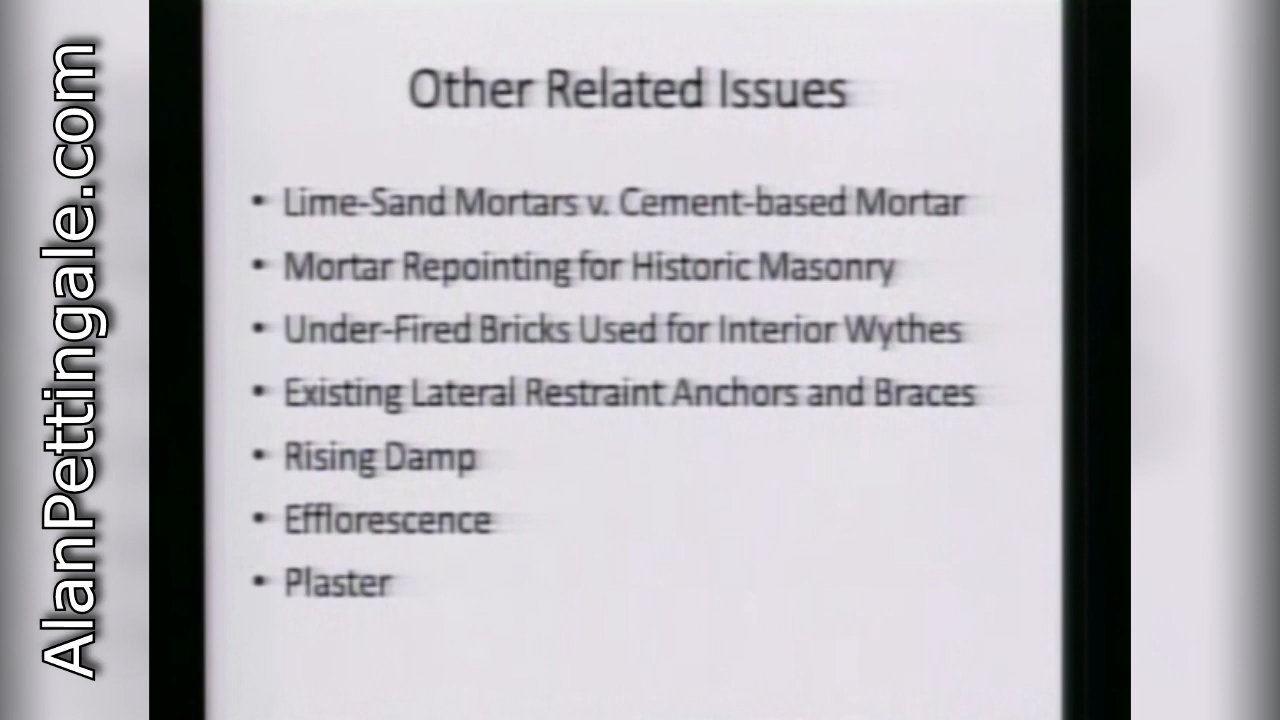 AlanPettingale.com
Other Related Issues
• Lime-Sand Mortars v. Cement-based Mortar
• Mortar Repointing for Historic Masonry
• Under-Fired Bricks Used for Interior Wythes
• Existing Lateral Restraint Anchors and Braces
• Rising Damp
• Efflorescence
• Plaster